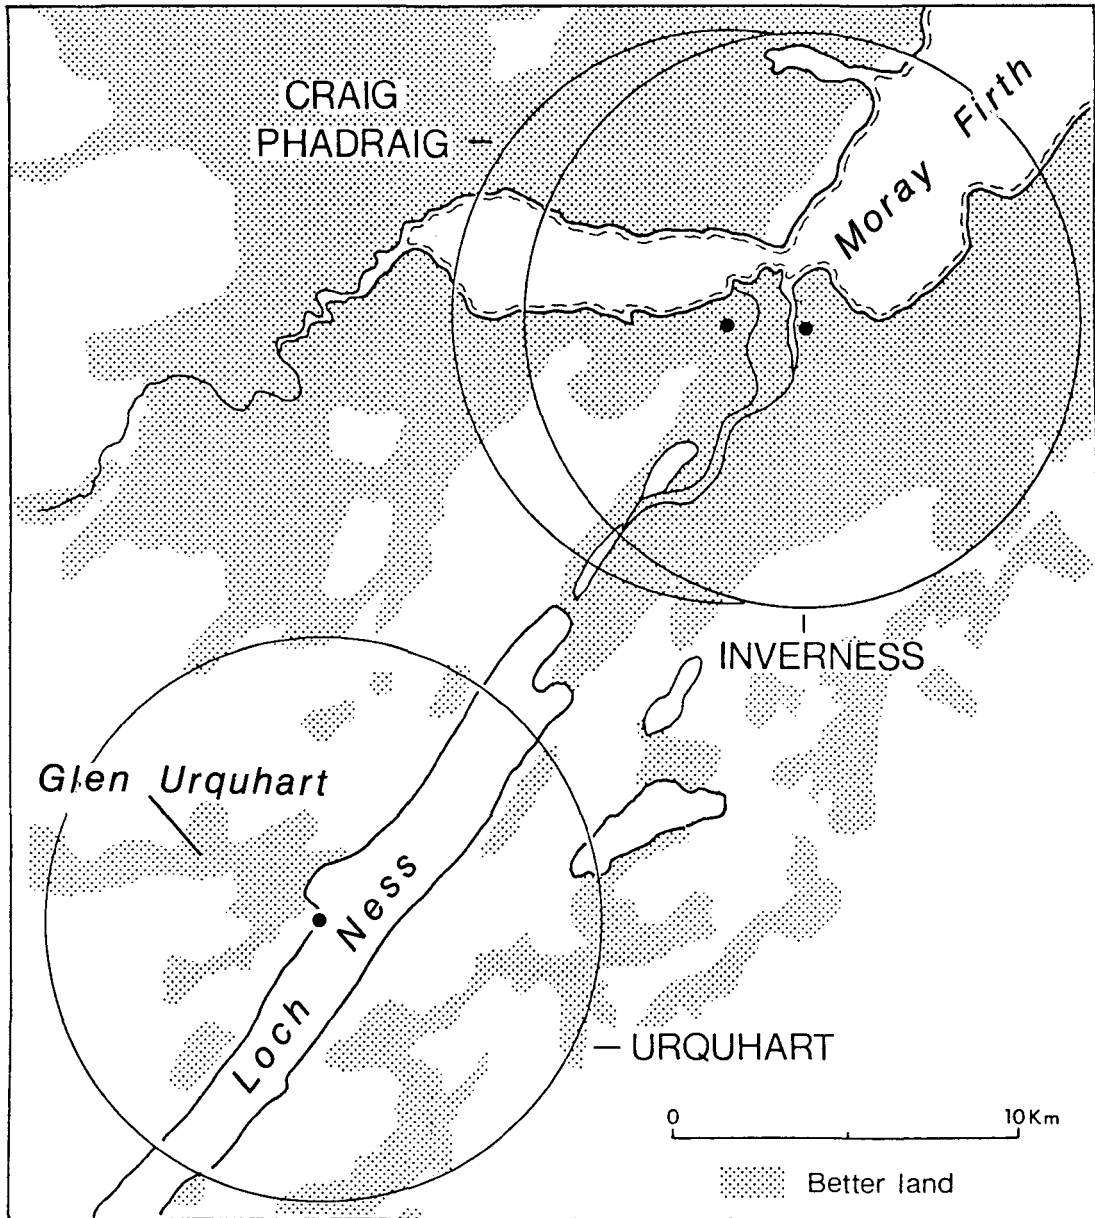 CRAIG
PHADRAIG
Moray Firth
INVERNESS
Glen Urquhart
Loch Ness
URQUHART
0 10Km
Better land